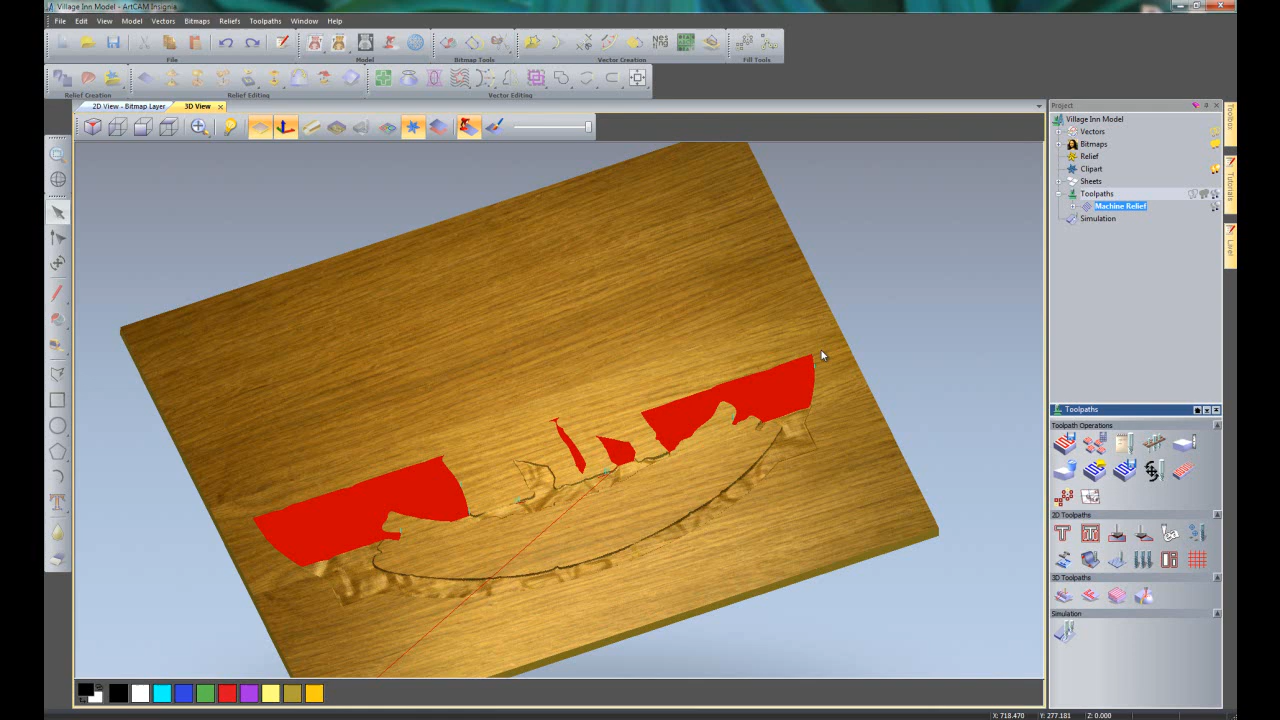 Village Inn Model - ArtCAM Insignia
File Edit View Model Vectors Bitmaps Reliefs Toolpaths Window Help
File Model Bitmap Tools Vector Creation Fill Tools
Relief Creation Relief Editing Vector Editing
2D View - Bitmap Layer 3D View
Project
Village Inn Model
Vectors
Bitmaps
Relief
Clipart
Sheets
Toolpaths
Machine Relief
Simulation
Toolbox
Tutorials
Layer
Toolpaths
Toolpath Operations
2D Toolpaths
3D Toolpaths
Simulation
X: 718.470 Y: 277.181 Z: 0.000